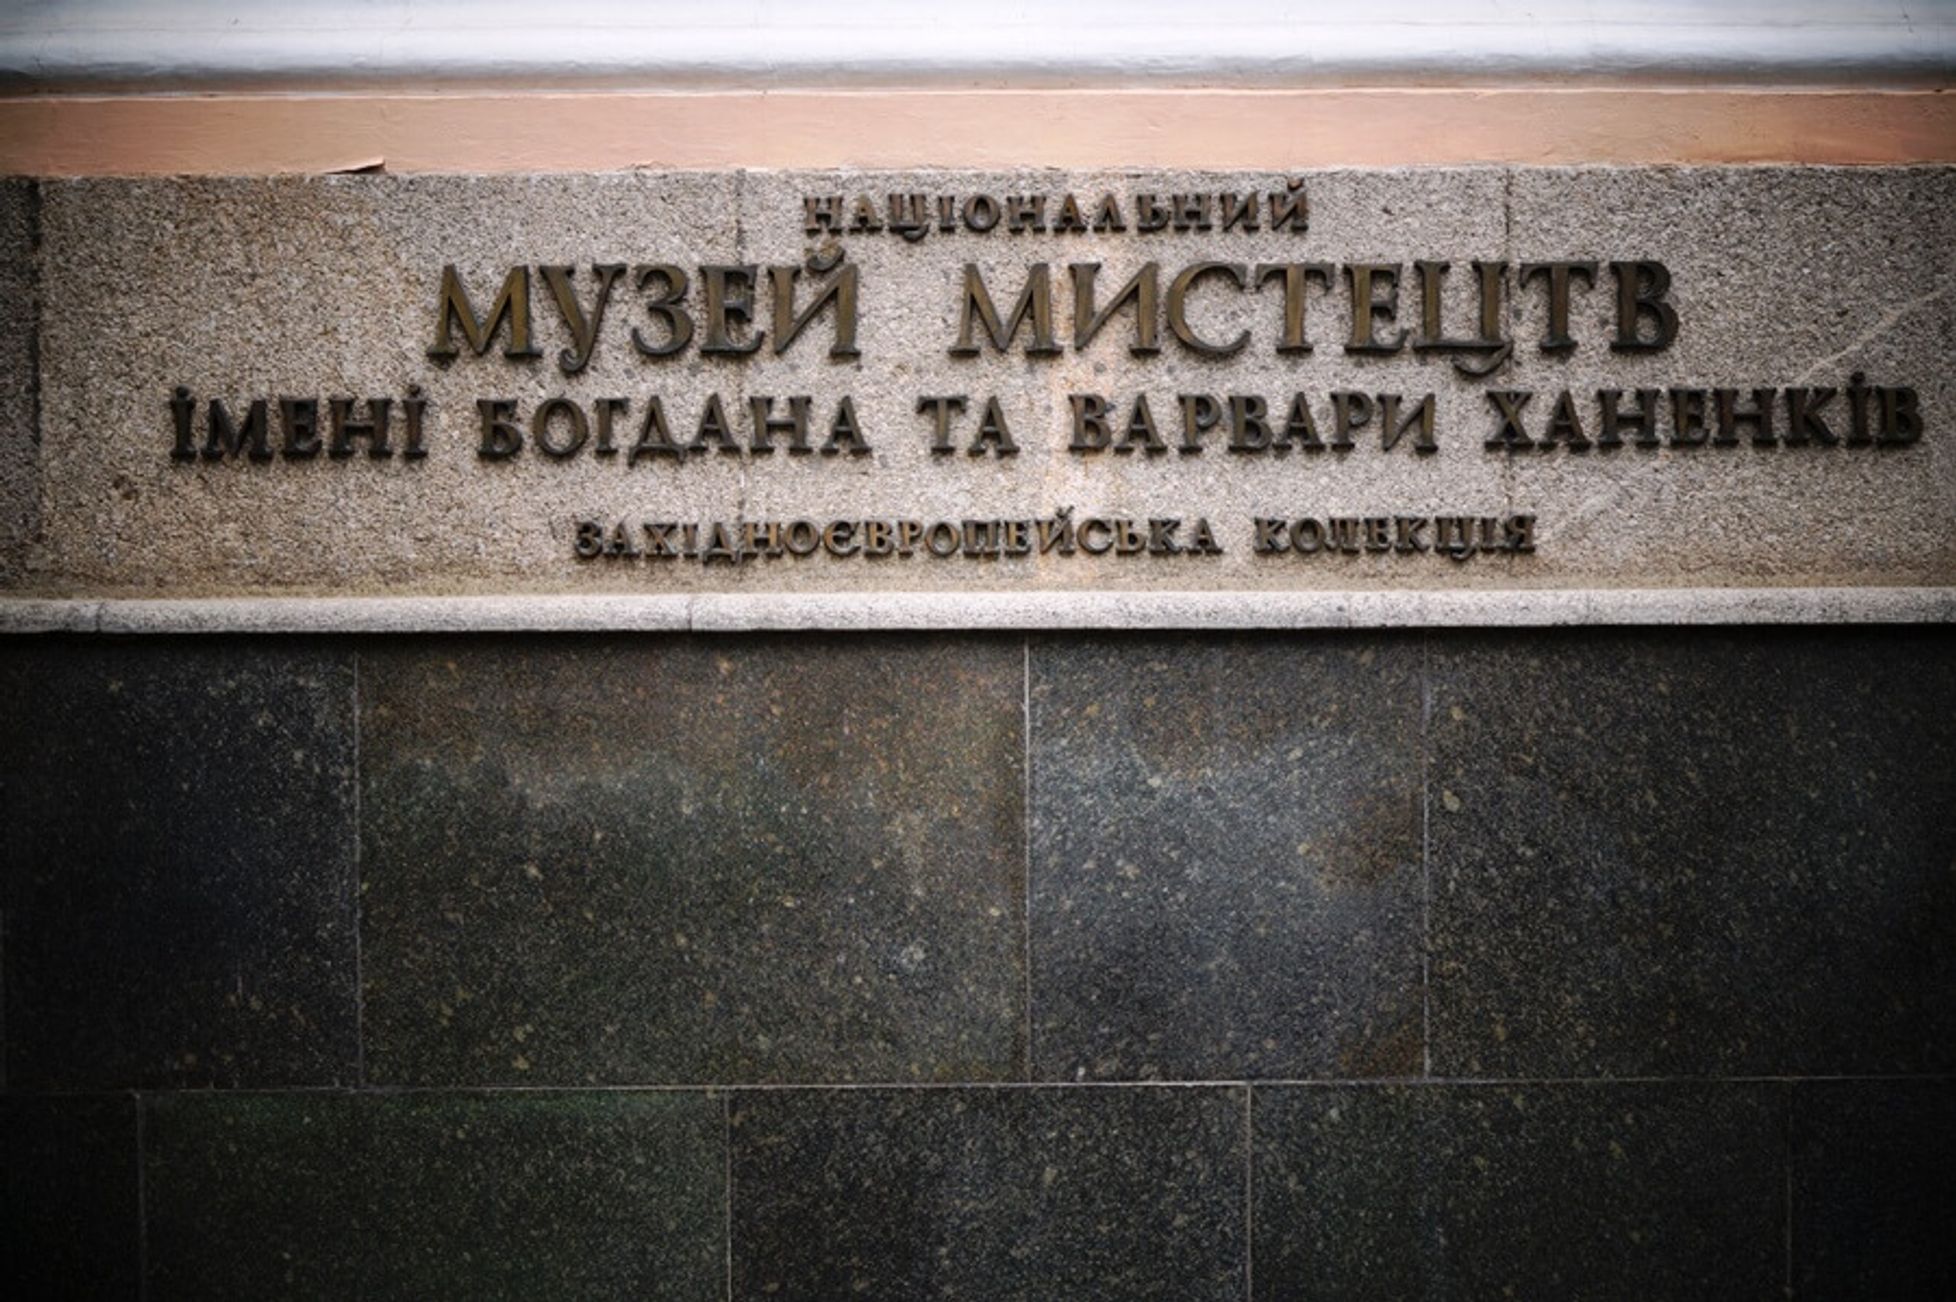 НАЦІОНАЛЬНИЙ
МУЗЕЙ МИСТЕЦТВ
ІМЕНІ БОГДАНА ТА ВАРВАРИ ХАНЕНКІВ
ЗАХІДНОЄВРОПЕЙСЬКА КОЛЕКЦІЯ